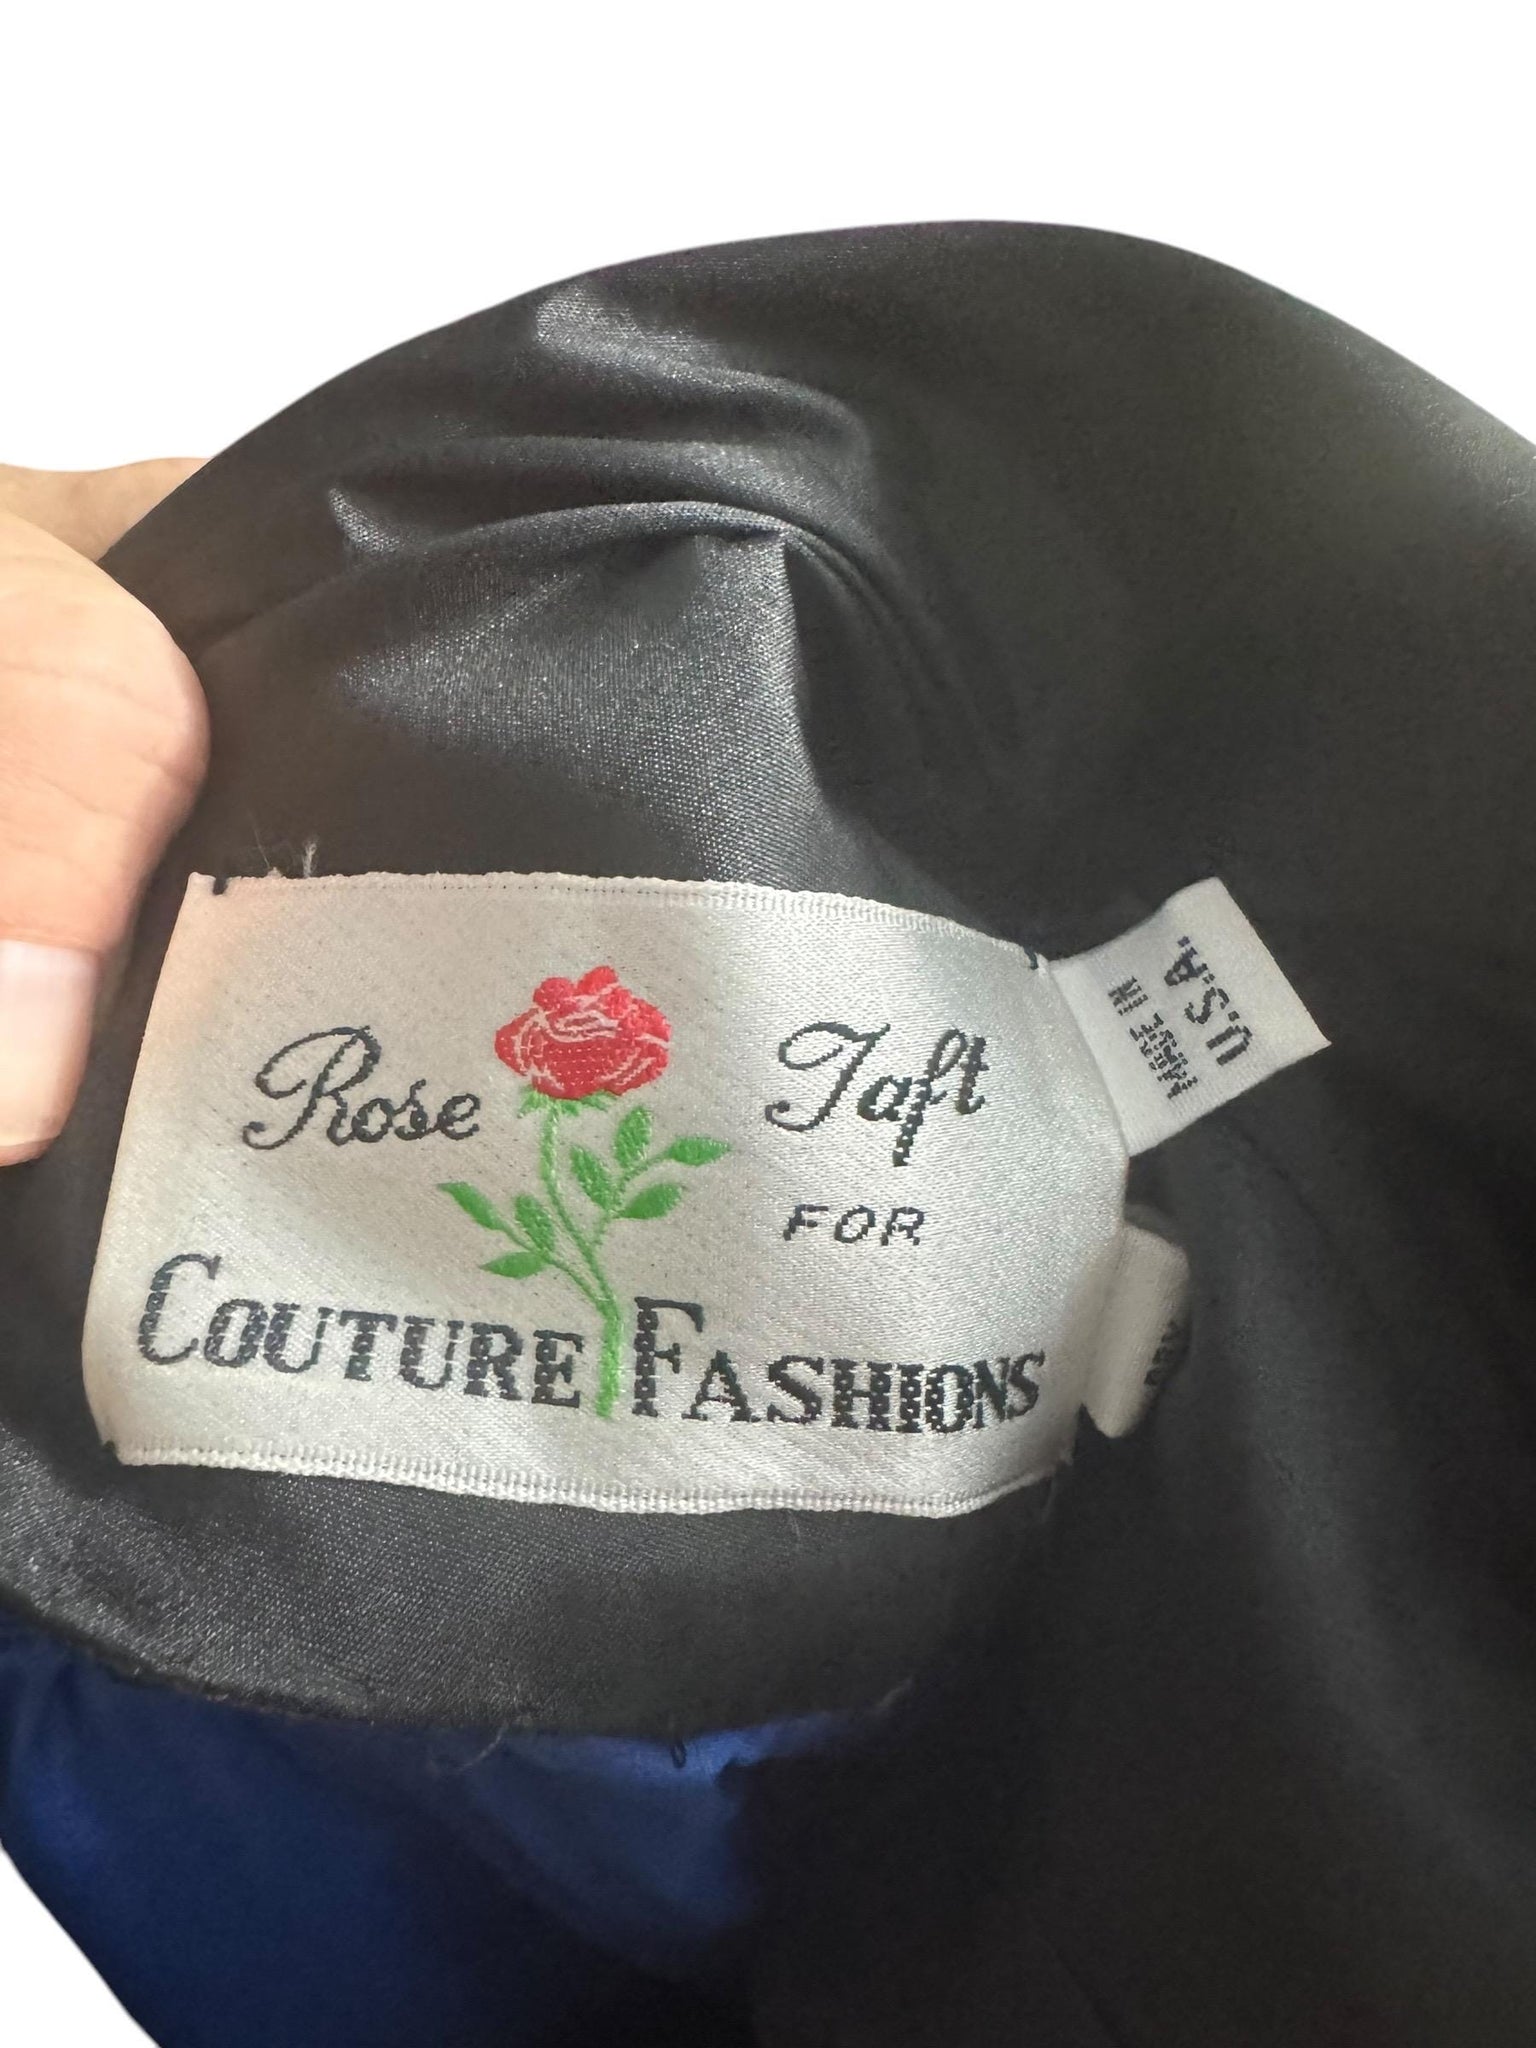 Rose Taft
FOR
COUTURE FASHIONS
MADE IN
U.S.A.